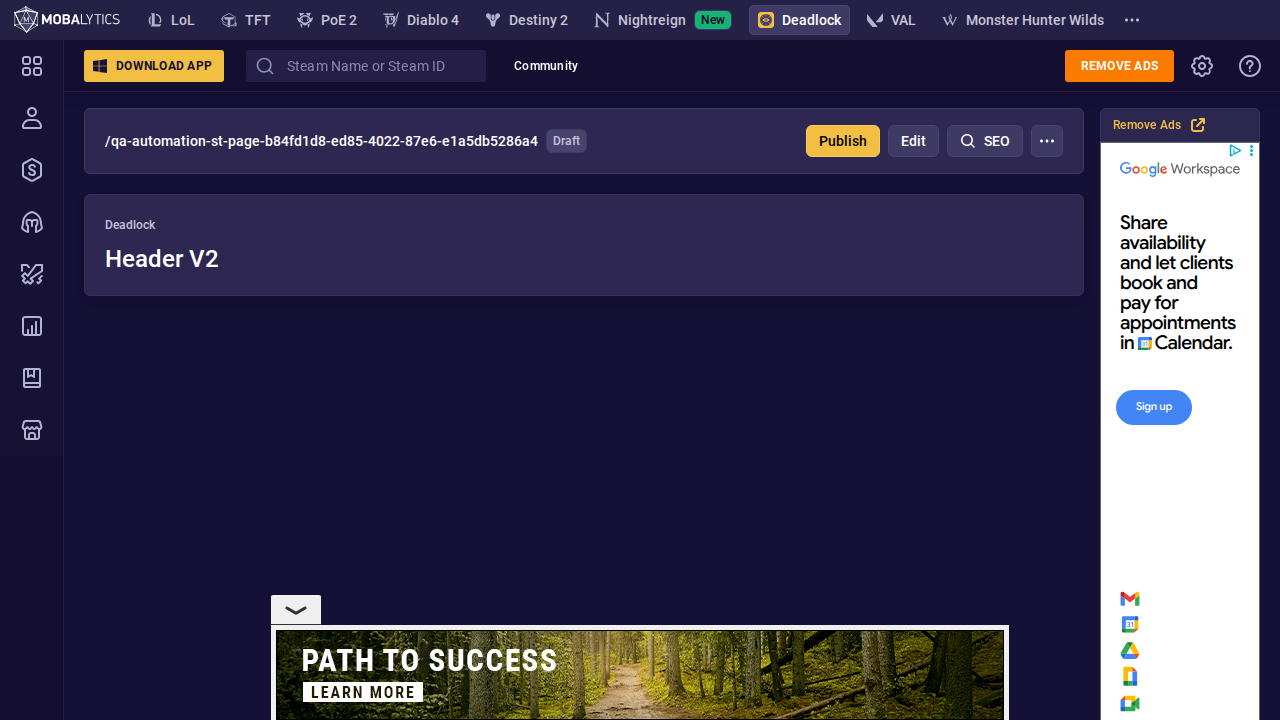 MOBALYTICS
LoL
TFT
PoE 2
Diablo 4
Destiny 2
Nightreign New
Deadlock
VAL
Monster Hunter Wilds
DOWNLOAD APP
Steam Name or Steam ID
Community
REMOVE ADS
/qa-automation-st-page-b84fd1d8-ed85-4022-87e6-e1a5db5286a4 Draft
Publish
Edit
SEO
Deadlock
Header V2
Remove Ads
Google Workspace
Share
availability
and let clients
book and
pay for
appointments
in 31 Calendar.
Sign up
31
PATH TO SUCCESS
LEARN MORE